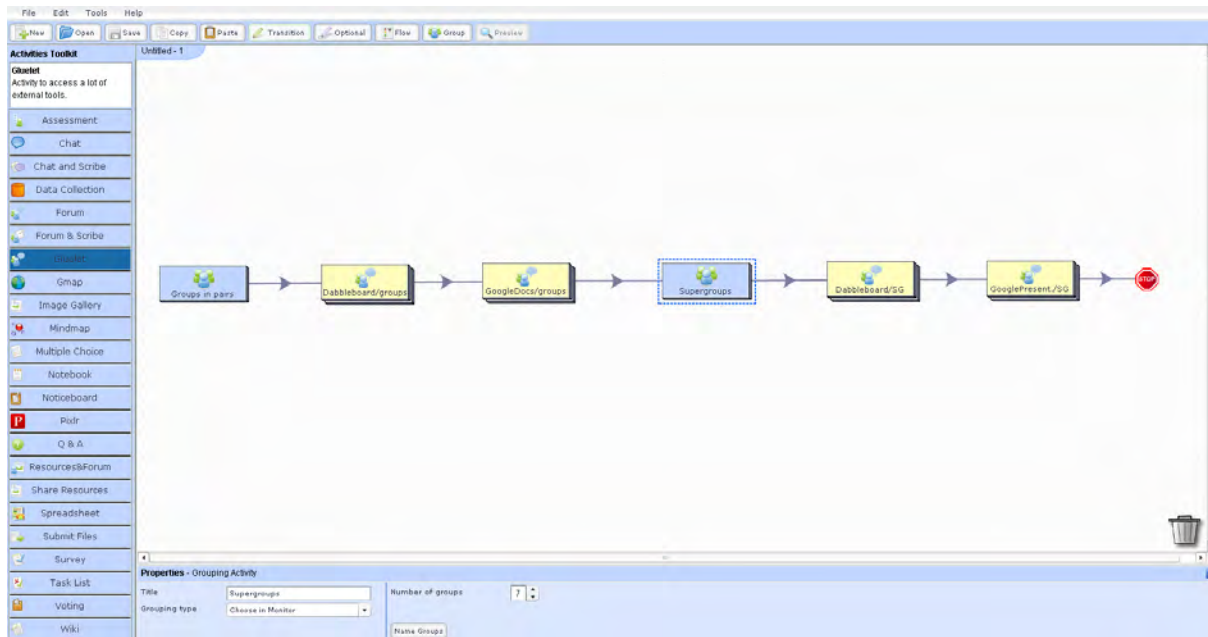 File Edit Tools Help
New Open Save Copy Paste Transition Optional Flow Group Preview
Activities Toolkit
Untitled - 1
Gluelet
Activity to access a lot of
external tools.
Assessment
Chat
Chat and Scribe
Data Collection
Forum
Forum & Scribe
Gluelet
Gmap
Image Gallery
Mindmap
Multiple Choice
Notebook
Noticeboard
P Pixlr
Q & A
Resources&Forum
Share Resources
Spreadsheet
Submit Files
Survey
Task List
Voting
Wiki
Groups in pairs
Dabbleboard/groups
GoogleDocs/groups
Supergroups
Dabbleboard/SG
GooglePresent./SG
STOP
Properties - Grouping Activity
Title Supergroups Number of groups 7
Grouping type Choose in Monitor
Name Groups